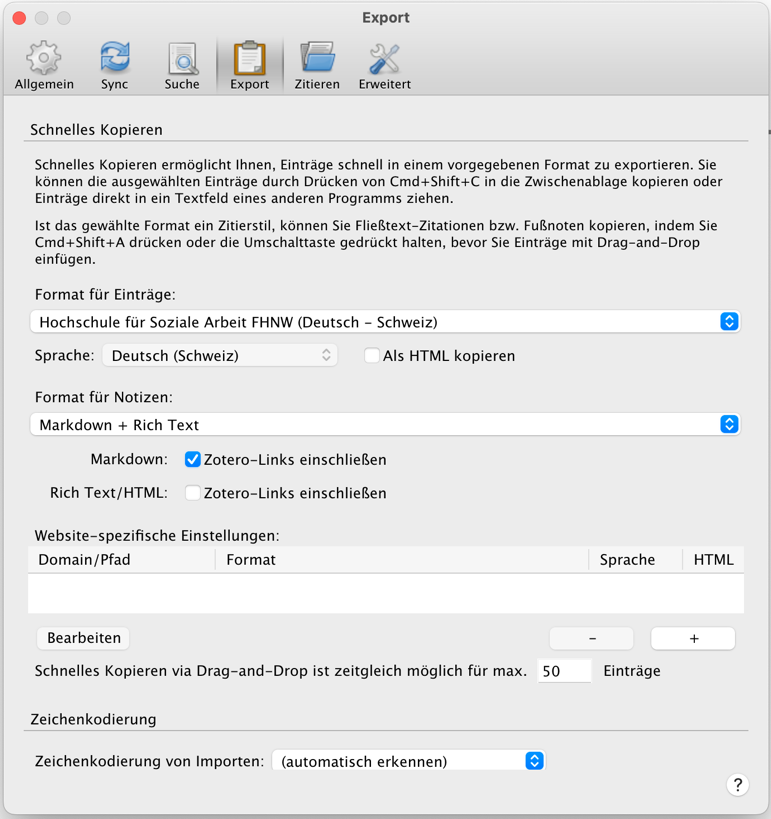 Export
Allgemein Sync Suche Export Zitieren Erweitert
Schnelles Kopieren
Schnelles Kopieren ermöglicht Ihnen, Einträge schnell in einem vorgegebenen Format zu exportieren. Sie
können die ausgewählten Einträge durch Drücken von Cmd+Shift+C in die Zwischenablage kopieren oder
Einträge direkt in ein Textfeld eines anderen Programms ziehen.
Ist das gewählte Format ein Zitierstil, können Sie Fließtext-Zitationen bzw. Fußnoten kopieren, indem Sie
Cmd+Shift+A drücken oder die Umschalttaste gedrückt halten, bevor Sie Einträge mit Drag-and-Drop
einfügen.
Format für Einträge:
Hochschule für Soziale Arbeit FHNW (Deutsch - Schweiz)
Sprache: Deutsch (Schweiz) Als HTML kopieren
Format für Notizen:
Markdown + Rich Text
Markdown: Zotero-Links einschließen
Rich Text/HTML: Zotero-Links einschließen
Website-spezifische Einstellungen:
Domain/Pfad Format Sprache HTML
Bearbeiten - +
Schnelles Kopieren via Drag-and-Drop ist zeitgleich möglich für max. 50 Einträge
Zeichenkodierung
Zeichenkodierung von Importen: (automatisch erkennen)
?